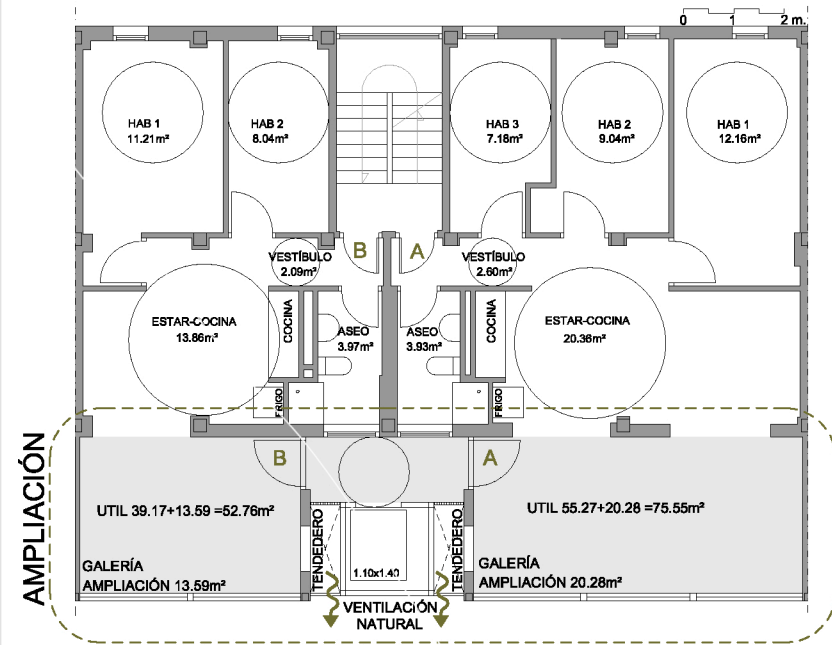 0 1 2 m.
HAB 1
11.21m²
HAB 2
8.04m²
HAB 3
7.18m²
HAB 2
9.04m²
HAB 1
12.16m²
B
A
VESTÍBULO
2.09m²
VESTÍBULO
2.60m²
ESTAR-COCINA
13.86m²
COCINA
ASEO
3.97m²
ASEO
3.93m²
COCINA
ESTAR-COCINA
20.36m²
FRIGO
FRIGO
AMPLIACIÓN
B
A
UTIL 39.17+13.59 =52.76m²
UTIL 55.27+20.28 =75.55m²
GALERÍA
AMPLIACIÓN 13.59m²
TENDEDERO
1.10x1.40
TENDEDERO
GALERÍA
AMPLIACIÓN 20.28m²
VENTILACIÓN
NATURAL